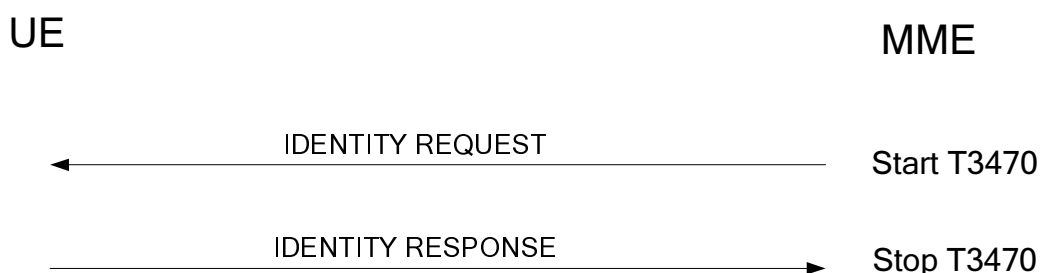 UE
MME
IDENTITY REQUEST
Start T3470
IDENTITY RESPONSE
Stop T3470